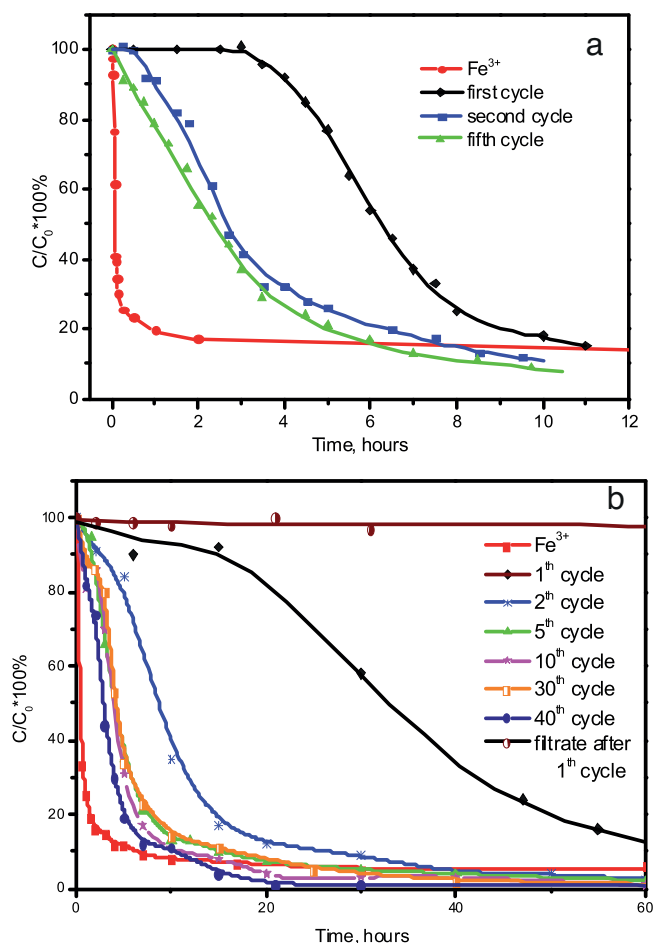 a
100
80
60
40
20
0
C/C₀*100%
Fe³⁺
first cycle
second cycle
fifth cycle
0 2 4 6 8 10 12
Time, hours
b
100
80
60
40
20
0
C/C₀*100%
Fe³⁺
1ᵗʰ cycle
2ᵗʰ cycle
5ᵗʰ cycle
10ᵗʰ cycle
30ᵗʰ cycle
40ᵗʰ cycle
filtrate after
1ᵗʰ cycle
0 20 40 60
Time, hours